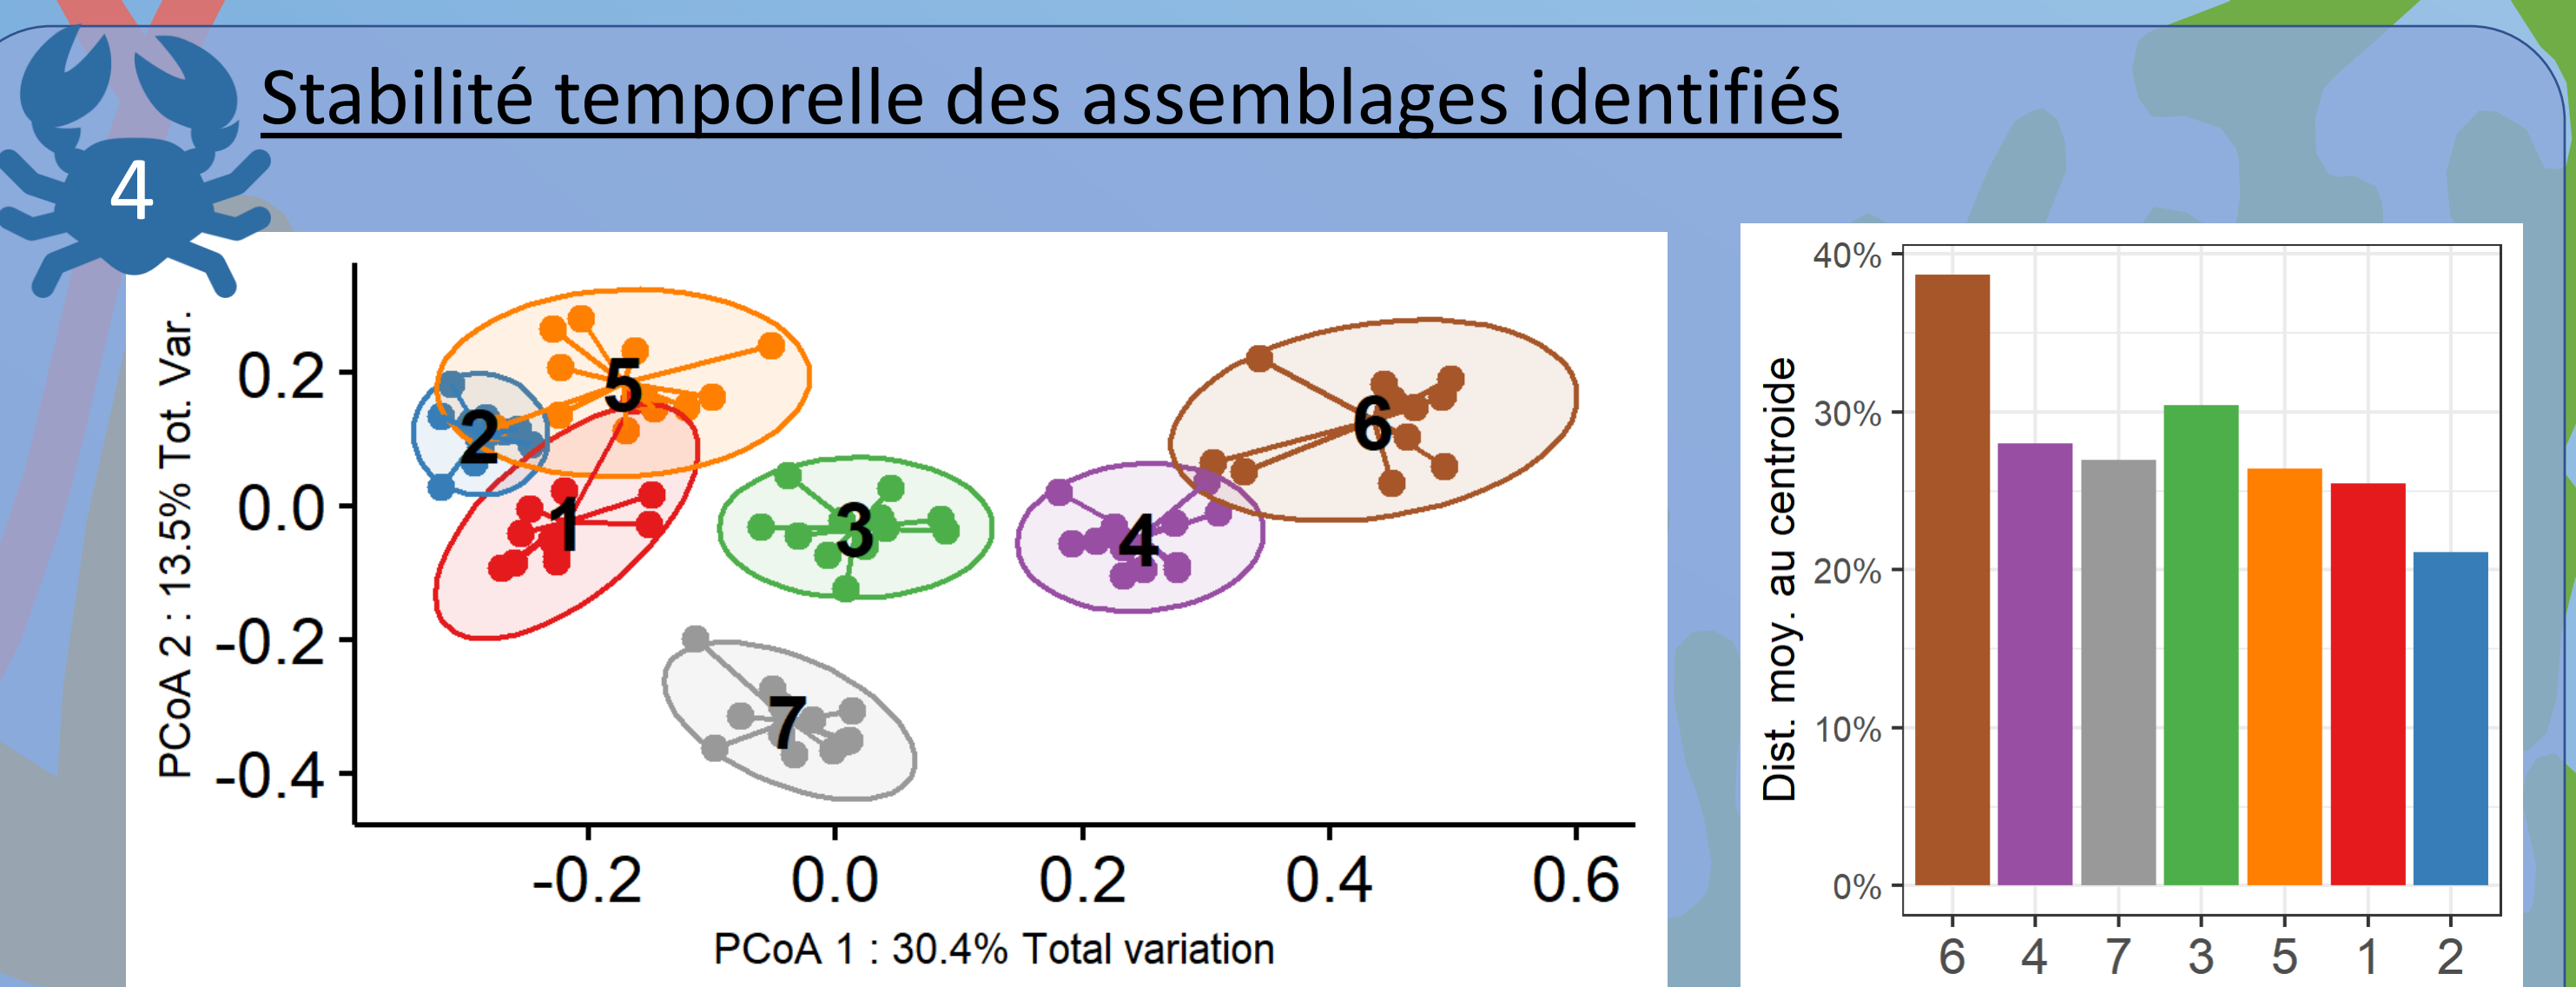 Stabilité temporelle des assemblages identifiés
4
PCoA 2 : 13.5% Tot. Var.
0.2
0.0
-0.2
-0.4
5
2
1
3
4
6
7
-0.2 0.0 0.2 0.4 0.6
PCoA 1 : 30.4% Total variation
Dist. moy. au centroide
40%
30%
20%
10%
0%
6 4 7 3 5 1 2